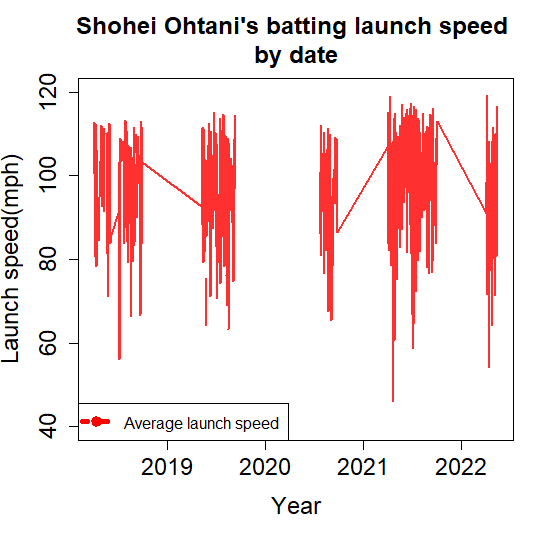 Shohei Ohtani's batting launch speed
by date
Launch speed(mph)
120
100
80
60
40
Average launch speed
2019 2020 2021 2022
Year